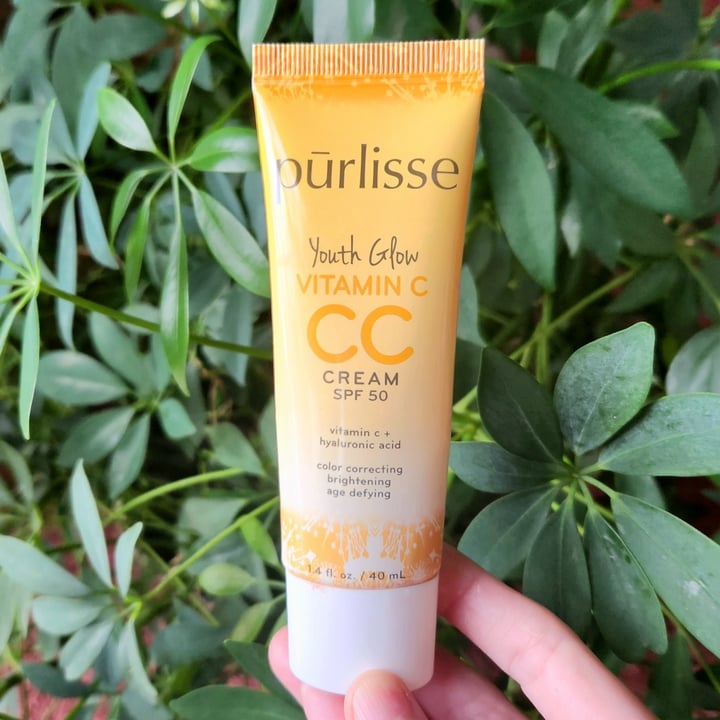 pūrlisse
Youth Glow
VITAMIN C
CC
CREAM
SPF 50
vitamin c +
hyaluronic acid
color correcting
brightening
age defying
1.4 fl. oz. / 40 mL